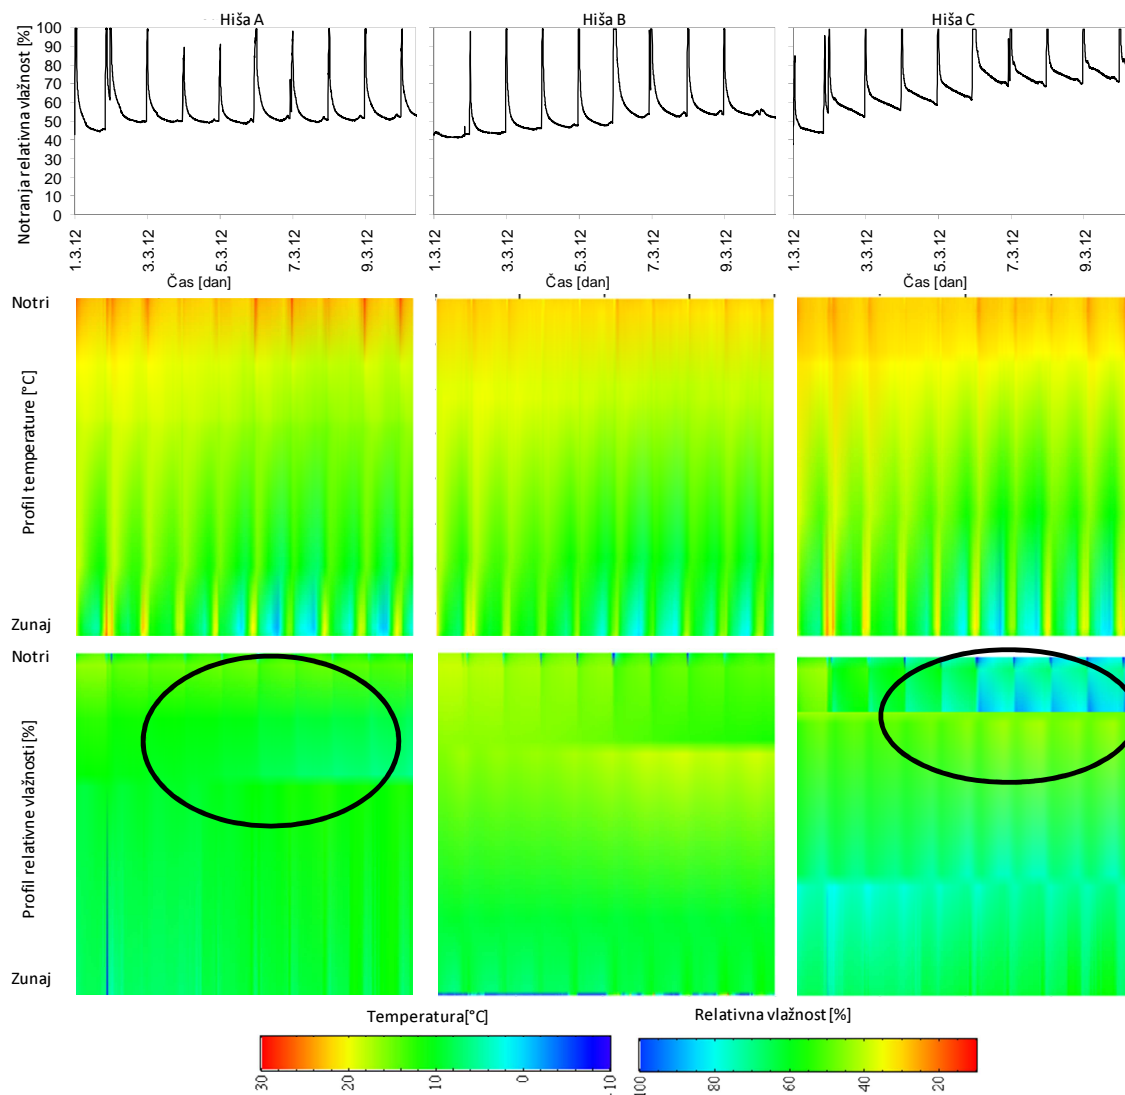 Hiša A
Hiša B
Hiša C
Notranja relativna vlažnost [%]
100
90
80
70
60
50
40
30
20
10
0
1.3.12
3.3.12
5.3.12
7.3.12
9.3.12
1.3.12
3.3.12
5.3.12
7.3.12
9.3.12
1.3.12
3.3.12
5.3.12
7.3.12
9.3.12
Čas [dan]
Čas [dan]
Čas [dan]
Notri
Profil temperature [°C]
Zunaj
Notri
Profil relativne vlažnosti [%]
Zunaj
Temperatura[°C]
Relativna vlažnost [%]
30
20
10
0
-10
100
80
60
40
20